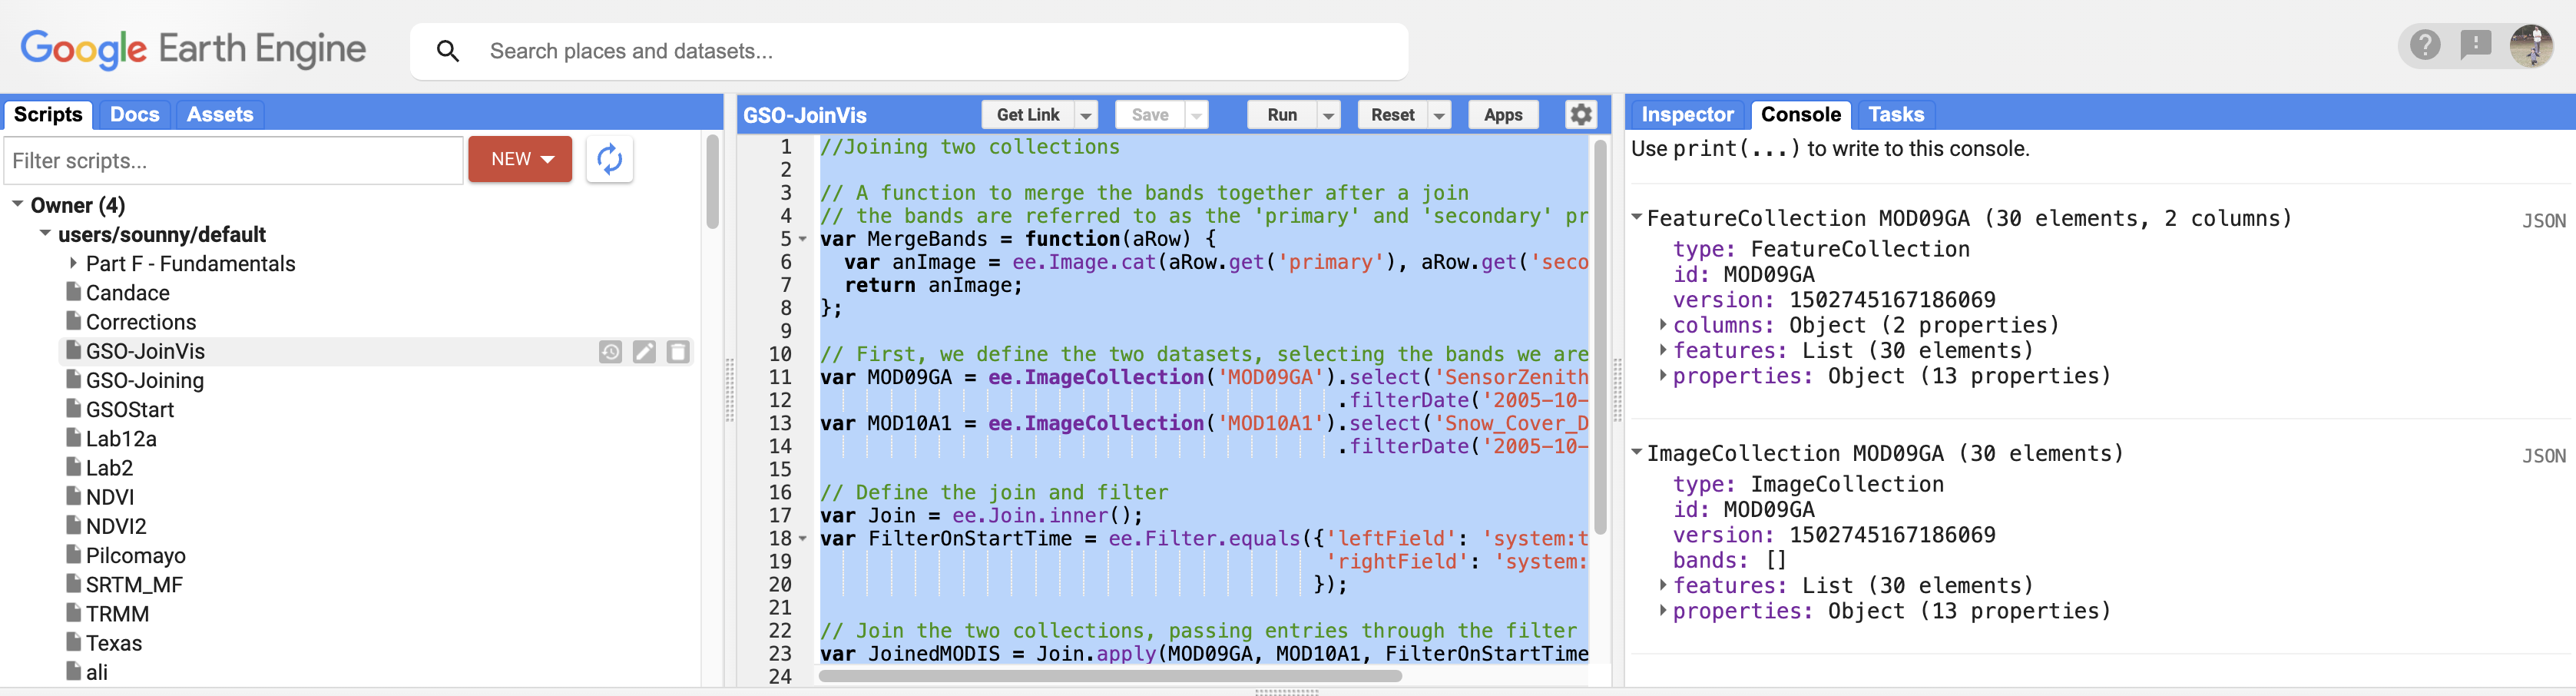 Google Earth Engine
Search places and datasets...
Scripts Docs Assets
Filter scripts...
NEW
Owner (4)
users/sounny/default
Part F - Fundamentals
Candace
Corrections
GSO-JoinVis
GSO-Joining
GSOStart
Lab12a
Lab2
NDVI
NDVI2
Pilcomayo
SRTM_MF
TRMM
Texas
ali
GSO-JoinVis Get Link Save Run Reset Apps
1 //Joining two collections
2
3 // A function to merge the bands together after a join
4 // the bands are referred to as the 'primary' and 'secondary' pr
5 var MergeBands = function(aRow) {
6 var anImage = ee.Image.cat(aRow.get('primary'), aRow.get('seco
7 return anImage;
8 };
9
10 // First, we define the two datasets, selecting the bands we are
11 var MOD09GA = ee.ImageCollection('MOD09GA').select('SensorZenith
12 .filterDate('2005-10-
13 var MOD10A1 = ee.ImageCollection('MOD10A1').select('Snow_Cover_D
14 .filterDate('2005-10-
15
16 // Define the join and filter
17 var Join = ee.Join.inner();
18 var FilterOnStartTime = ee.Filter.equals({'leftField': 'system:t
19 'rightField': 'system:
20 });
21
22 // Join the two collections, passing entries through the filter
23 var JoinedMODIS = Join.apply(MOD09GA, MOD10A1, FilterOnStartTime
24
Inspector Console Tasks
Use print(...) to write to this console.
FeatureCollection MOD09GA (30 elements, 2 columns) JSON
type: FeatureCollection
id: MOD09GA
version: 1502745167186069
columns: Object (2 properties)
features: List (30 elements)
properties: Object (13 properties)
ImageCollection MOD09GA (30 elements) JSON
type: ImageCollection
id: MOD09GA
version: 1502745167186069
bands: []
features: List (30 elements)
properties: Object (13 properties)